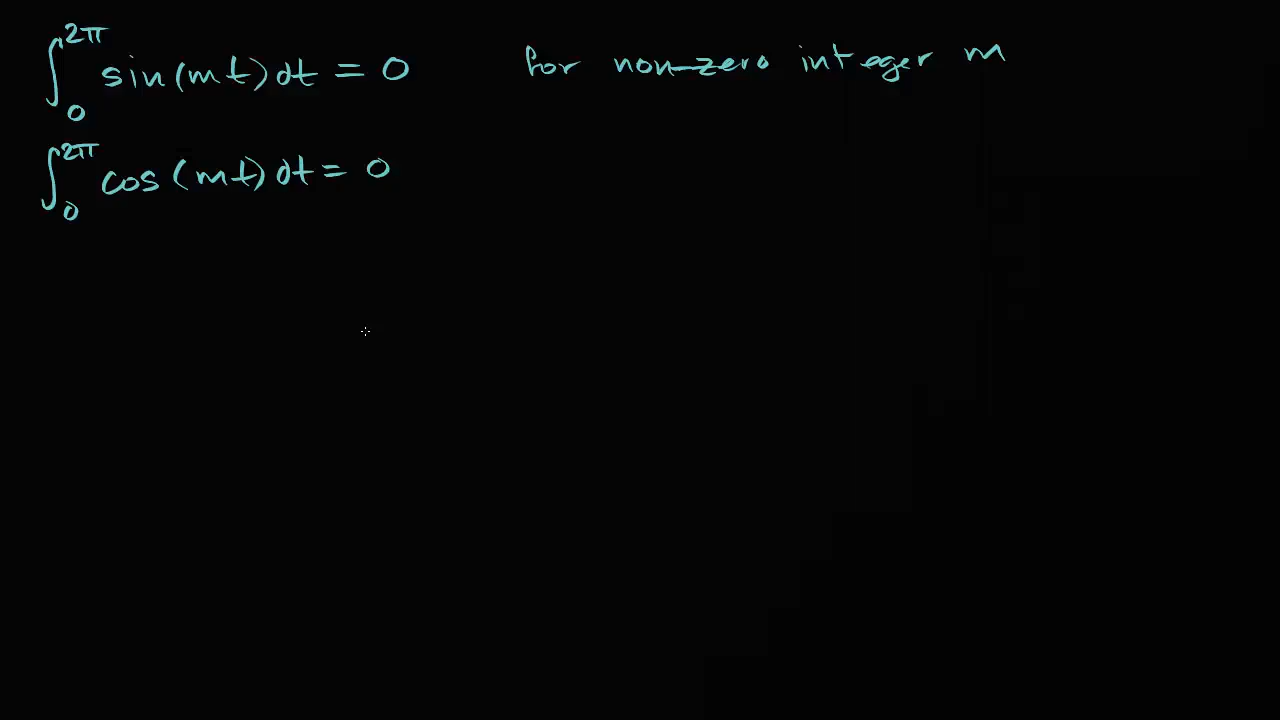 ∫₀^2π sin(mt)dt = 0 for non-zero integer m
∫₀^2π cos(mt)dt = 0